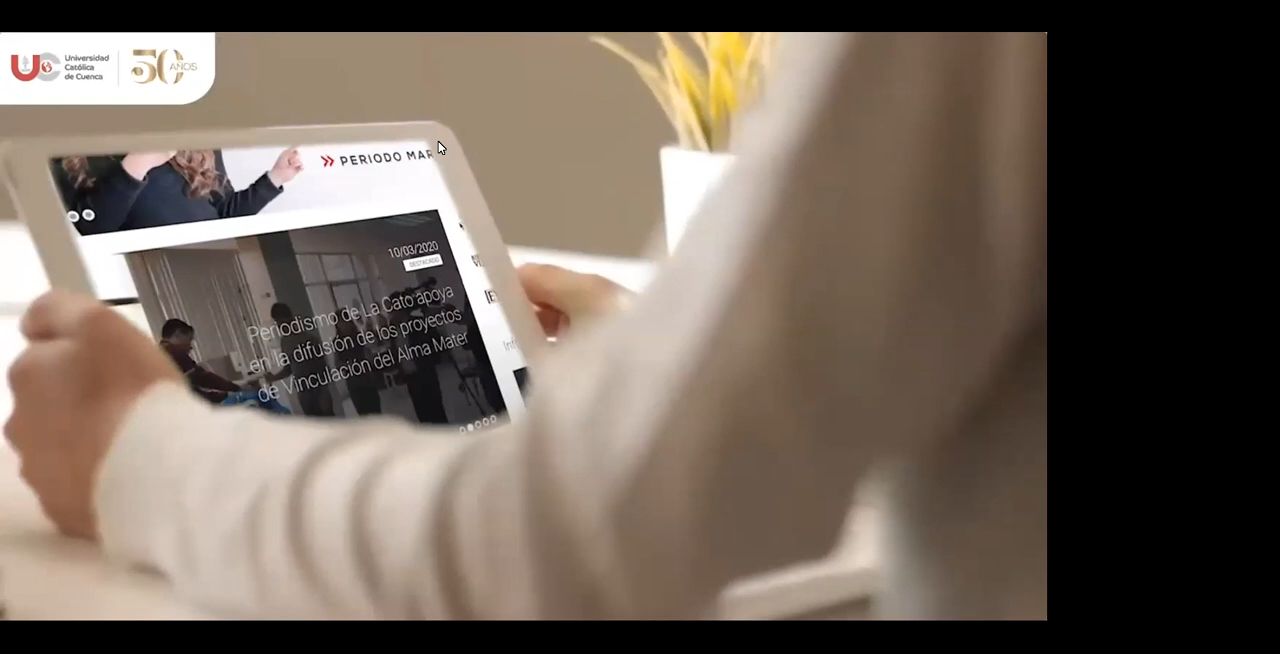 Universidad
Católica
de Cuenca
50 AÑOS
PERIODO MAR
10/03/2020
DESTACADO
Periodismo de La Cato apoya
en la difusión de los proyectos
de Vinculación del Alma Mater